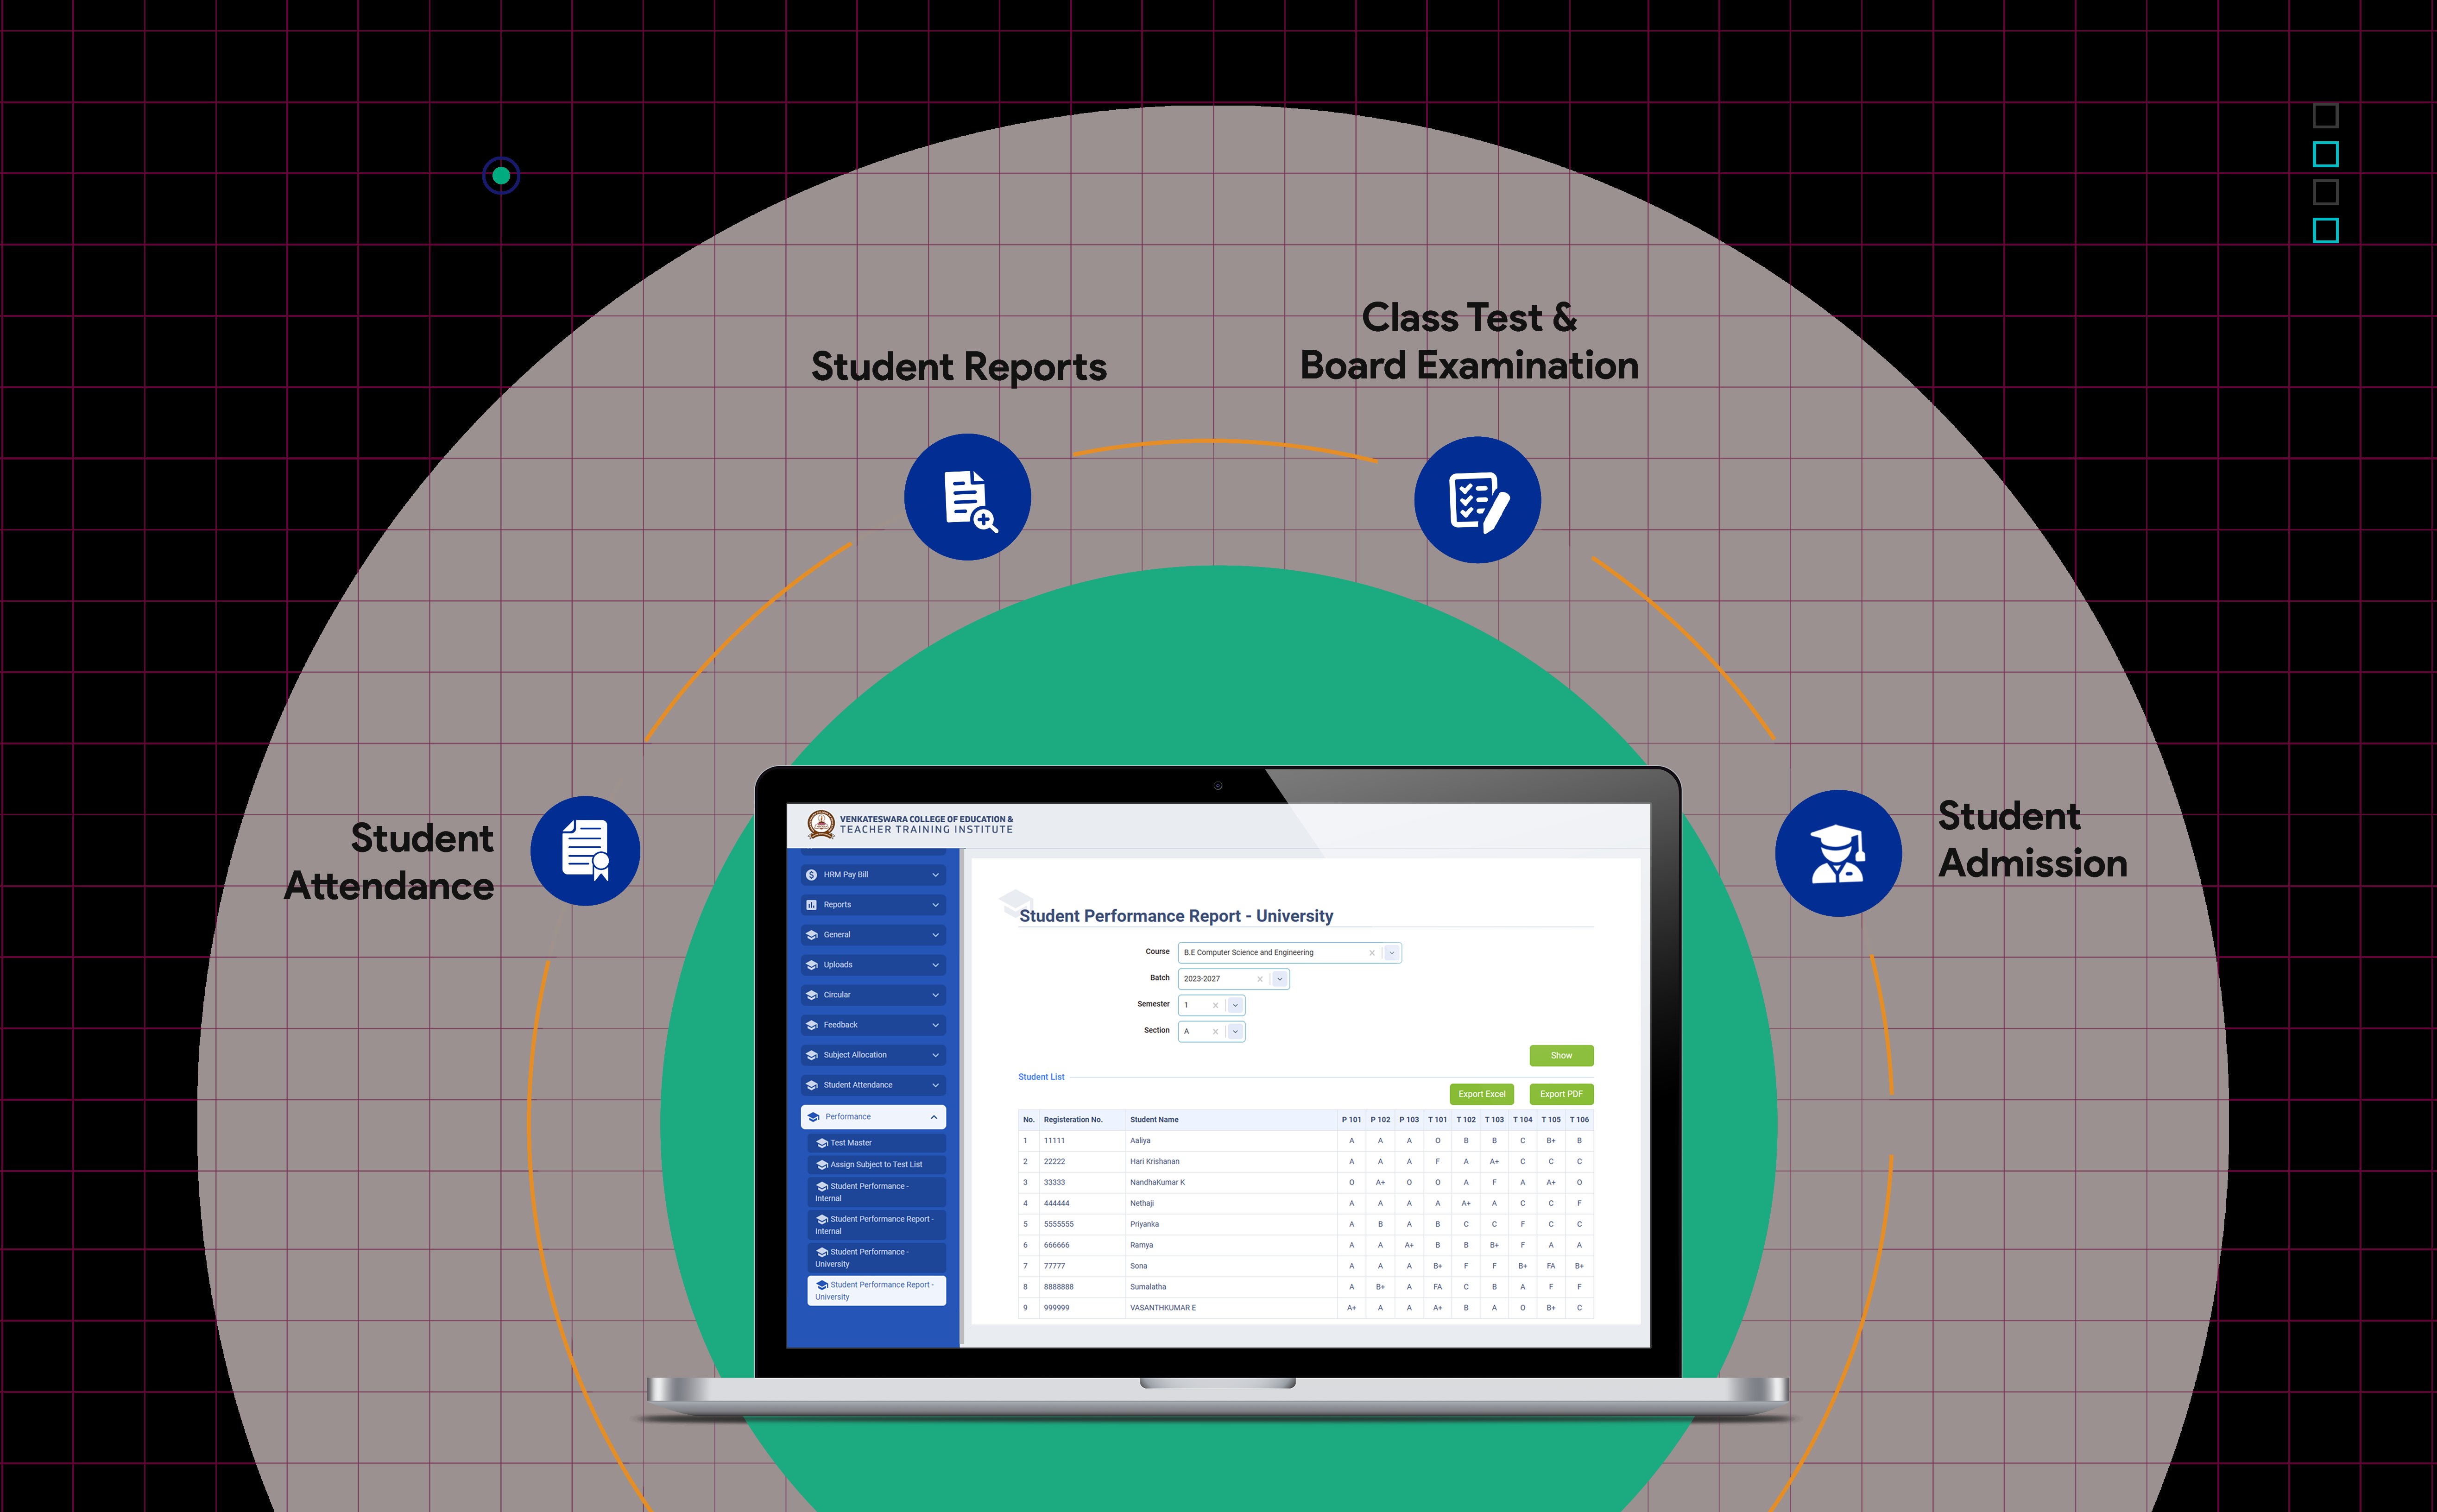 Class Test &
Board Examination
Student Reports
Student
Attendance
Student
Admission
VENKATESWARA COLLEGE OF EDUCATION &
TEACHER TRAINING INSTITUTE
HRM Pay Bill
Reports
General
Uploads
Circular
Feedback
Subject Allocation
Student Attendance
Performance
Test Master
Assign Subject to Test List
Student Performance -
Internal
Student Performance Report -
Internal
Student Performance -
University
Student Performance Report -
University
Student Performance Report - University
Course B.E Computer Science and Engineering
Batch 2023-2027
Semester 1
Section A
Show
Student List
Export Excel Export PDF
No. Registeration No. Student Name P 101 P 102 P 103 T 101 T 102 T 103 T 104 T 105 T 106
1 11111 Aaliya A A A O B B C B+ B
2 22222 Hari Krishanan A A A F A A+ C C C
3 33333 NandhaKumar K O A+ O O A F A A+ O
4 444444 Nethaji A A A A A+ A C C F
5 5555555 Priyanka A B A B C C F C C
6 666666 Ramya A A A+ B B B+ F A A
7 77777 Sona A A A B+ F F B+ FA B+
8 8888888 Sumalatha A B+ A FA C B A F F
9 999999 VASANTHKUMAR E A+ A A A+ B A O B+ C